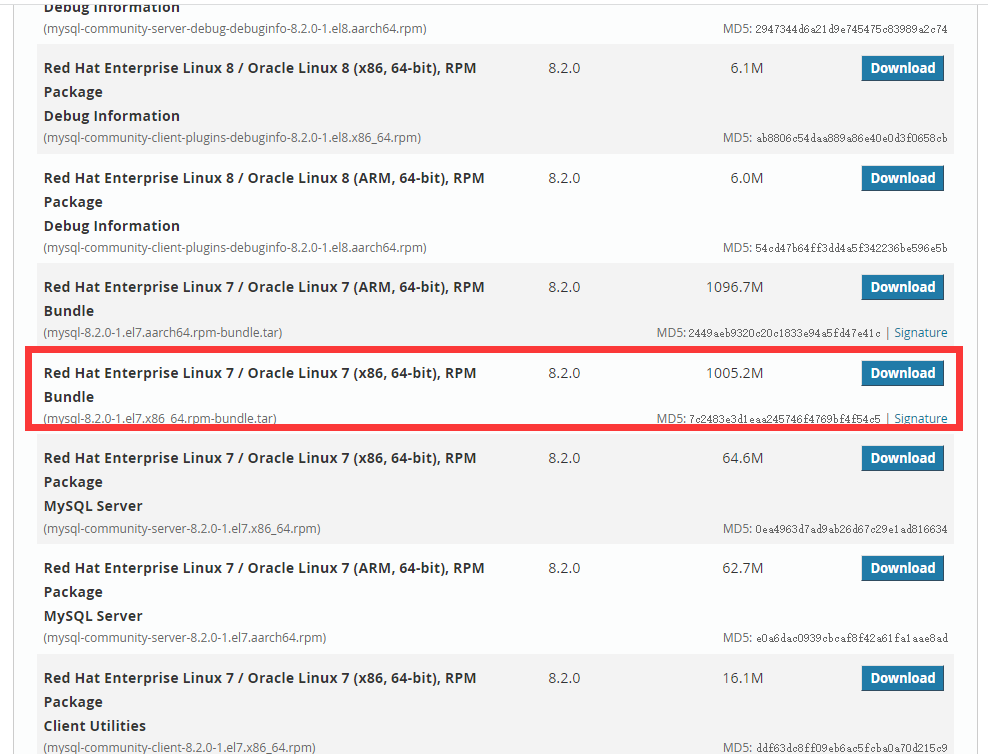 Debug Information
(mysql-community-server-debug-debuginfo-8.2.0-1.el8.aarch64.rpm) MD5: 2947344d6a21d9e745475c83989a2c74
Red Hat Enterprise Linux 8 / Oracle Linux 8 (x86, 64-bit), RPM 8.2.0 6.1M Download
Package
Debug Information
(mysql-community-client-plugins-debuginfo-8.2.0-1.el8.x86_64.rpm) MD5: ab8806c54daa889a86e40e0d3f0658cb
Red Hat Enterprise Linux 8 / Oracle Linux 8 (ARM, 64-bit), RPM 8.2.0 6.0M Download
Package
Debug Information
(mysql-community-client-plugins-debuginfo-8.2.0-1.el8.aarch64.rpm) MD5: 54cd47b64ff3dd4a5f342236be596e5b
Red Hat Enterprise Linux 7 / Oracle Linux 7 (ARM, 64-bit), RPM 8.2.0 1096.7M Download
Bundle
(mysql-8.2.0-1.el7.aarch64.rpm-bundle.tar) MD5: 2449aeb9320c20c1833e94a5fd47e41c | Signature
Red Hat Enterprise Linux 7 / Oracle Linux 7 (x86, 64-bit), RPM 8.2.0 1005.2M Download
Bundle
(mysql-8.2.0-1.el7.x86_64.rpm-bundle.tar) MD5: 7c2483e3d1eaa245746f4769bf4f54c5 | Signature
Red Hat Enterprise Linux 7 / Oracle Linux 7 (x86, 64-bit), RPM 8.2.0 64.6M Download
Package
MySQL Server
(mysql-community-server-8.2.0-1.el7.x86_64.rpm) MD5: 0ea4963d7ad9ab26d67c29e1ad816634
Red Hat Enterprise Linux 7 / Oracle Linux 7 (ARM, 64-bit), RPM 8.2.0 62.7M Download
Package
MySQL Server
(mysql-community-server-8.2.0-1.el7.aarch64.rpm) MD5: e0a6dac0939cbcaf8f42a61fa1aae8ad
Red Hat Enterprise Linux 7 / Oracle Linux 7 (x86, 64-bit), RPM 8.2.0 16.1M Download
Package
Client Utilities
(mysql-community-client-8.2.0-1.el7.x86_64.rpm) MD5: ddf63dc8ff09eb6ac5fcba0a70d215c9